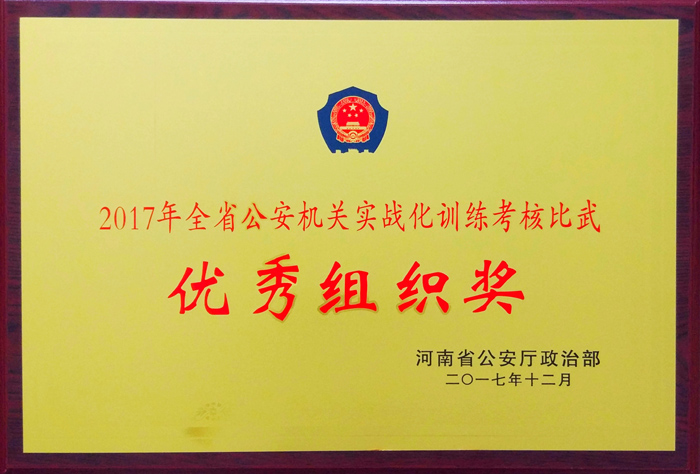 2017年全省公安机关实战化训练考核比武
优秀组织奖
河南省公安厅政治部
二〇一七年十二月